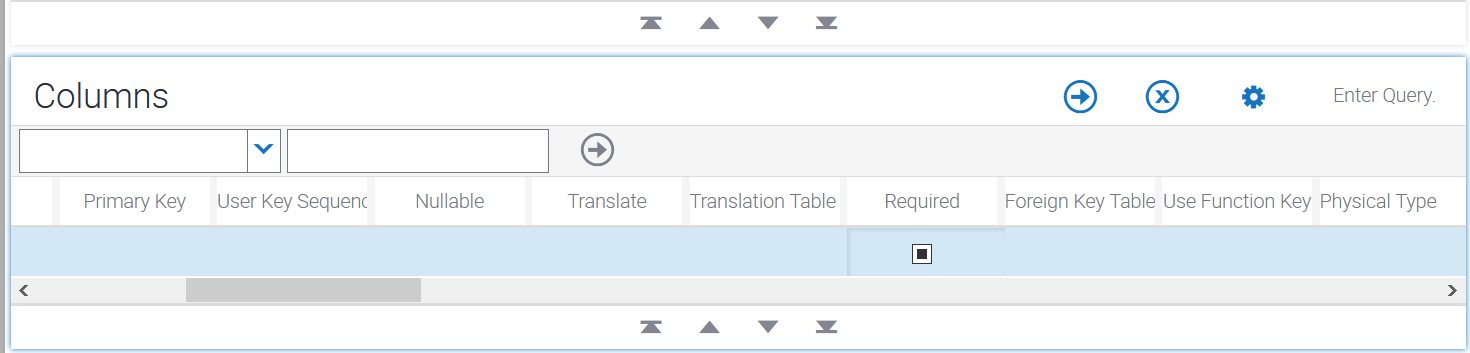 Columns
Enter Query.
Primary Key User Key Sequenc Nullable Translate Translation Table Required Foreign Key Table Use Function Key Physical Type